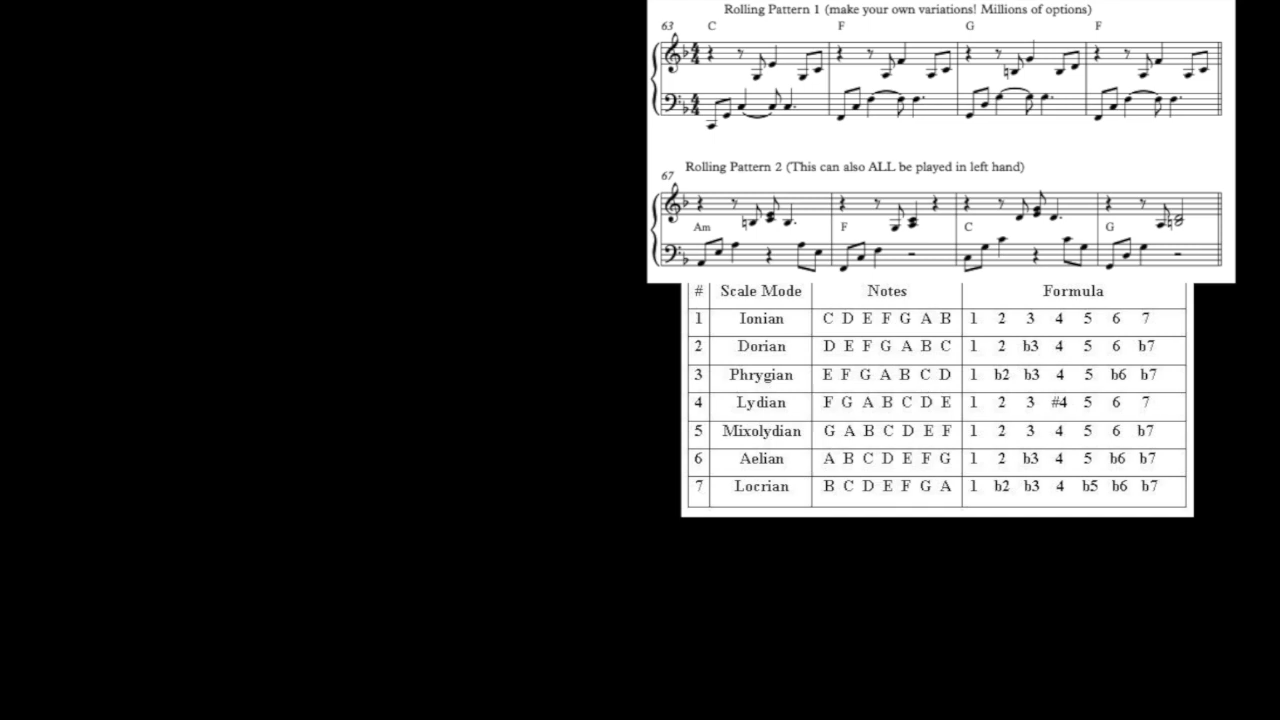 Rolling Pattern 1 (make your own variations! Millions of options)
63 C F G F
Rolling Pattern 2 (This can also ALL be played in left hand)
67
Am F C G
# Scale Mode Notes Formula
1 Ionian C D E F G A B 1 2 3 4 5 6 7
2 Dorian D E F G A B C 1 2 b3 4 5 6 b7
3 Phrygian E F G A B C D 1 b2 b3 4 5 b6 b7
4 Lydian F G A B C D E 1 2 3 #4 5 6 7
5 Mixolydian G A B C D E F 1 2 3 4 5 6 b7
6 Aelian A B C D E F G 1 2 b3 4 5 b6 b7
7 Locrian B C D E F G A 1 b2 b3 4 b5 b6 b7